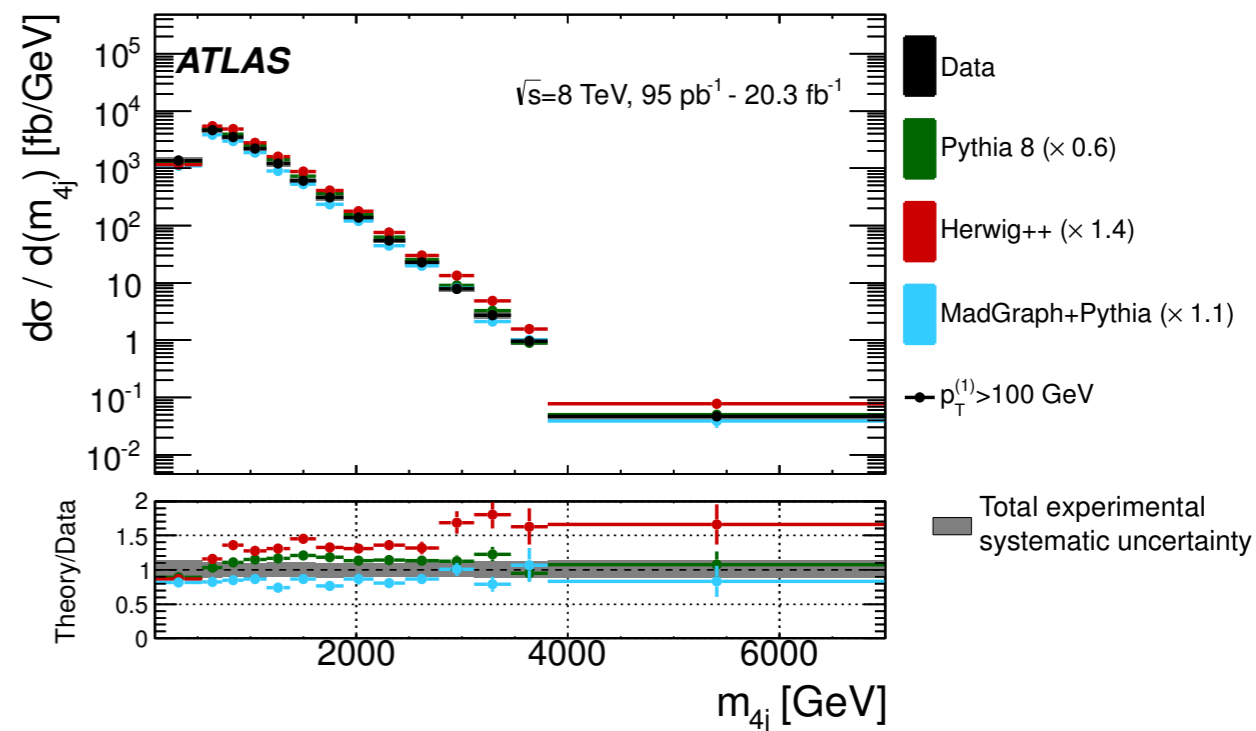 ATLAS
√s=8 TeV, 95 pb⁻¹ - 20.3 fb⁻¹
dσ / d(m₄ⱼ) [fb/GeV]
10⁵
10⁴
10³
10²
10
1
10⁻¹
10⁻²
Data
Pythia 8 (× 0.6)
Herwig++ (× 1.4)
MadGraph+Pythia (× 1.1)
p_T^(1)>100 GeV
Total experimental
systematic uncertainty
Theory/Data
2
1.5
1
0.5
0
2000 4000 6000
m₄ⱼ [GeV]